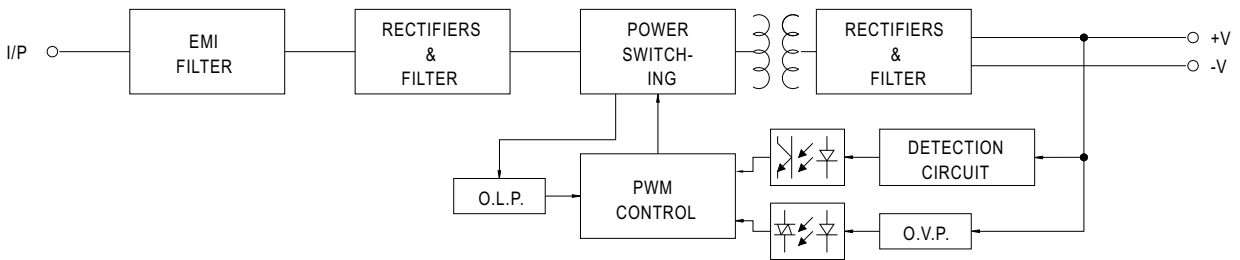 I/P
EMI
FILTER
RECTIFIERS
&
FILTER
POWER
SWITCH-
ING
RECTIFIERS
&
FILTER
+V
-V
O.L.P.
PWM
CONTROL
DETECTION
CIRCUIT
O.V.P.